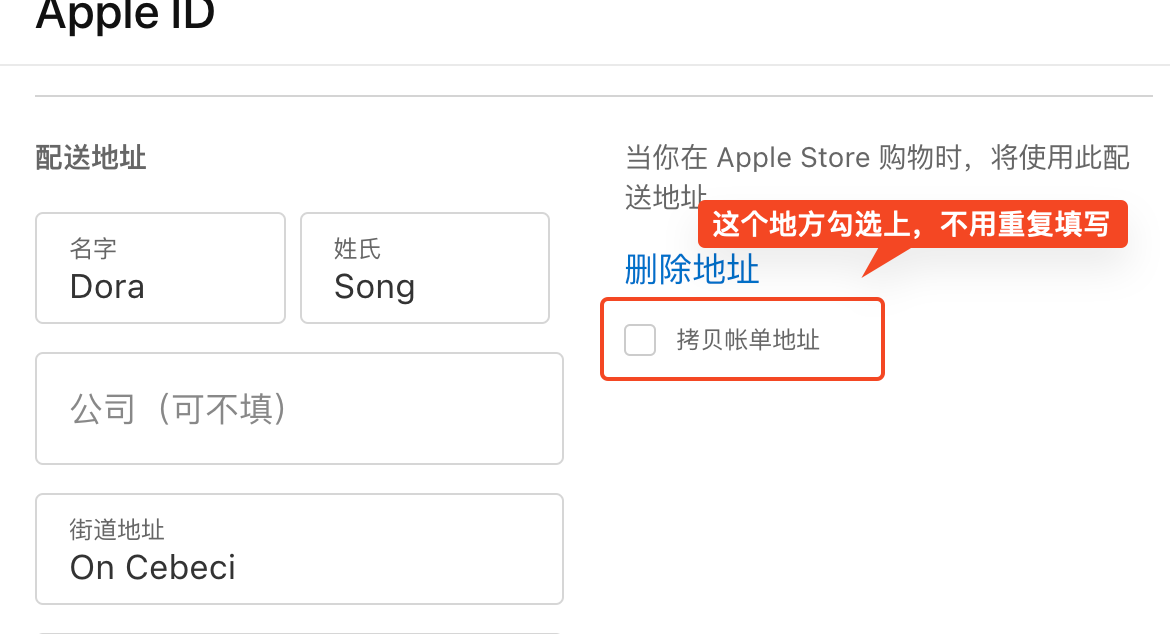 Apple ID
配送地址
当你在 Apple Store 购物时，将使用此配
送地址
这个地方勾选上，不用重复填写
删除地址
名字
Dora
姓氏
Song
拷贝帐单地址
公司（可不填）
街道地址
On Cebeci